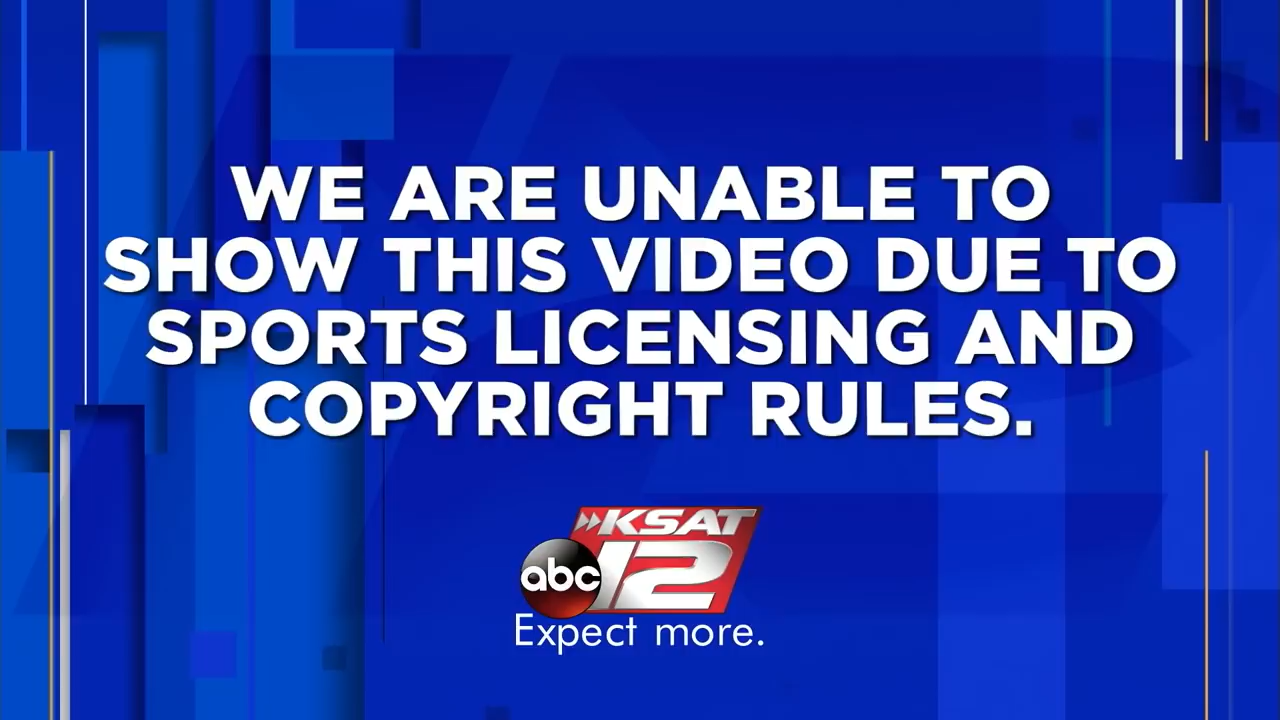 WE ARE UNABLE TO
SHOW THIS VIDEO DUE TO
SPORTS LICENSING AND
COPYRIGHT RULES.
KSAT
abc 12
Expect more.